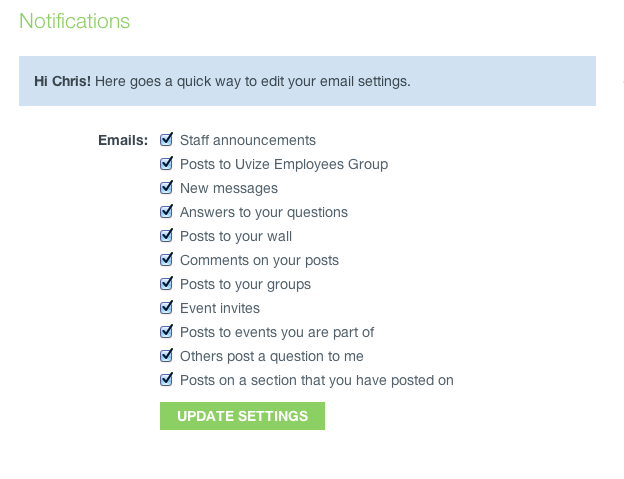 Notifications
Hi Chris! Here goes a quick way to edit your email settings.
Emails: Staff announcements
Posts to Uvize Employees Group
New messages
Answers to your questions
Posts to your wall
Comments on your posts
Posts to your groups
Event invites
Posts to events you are part of
Others post a question to me
Posts on a section that you have posted on
UPDATE SETTINGS